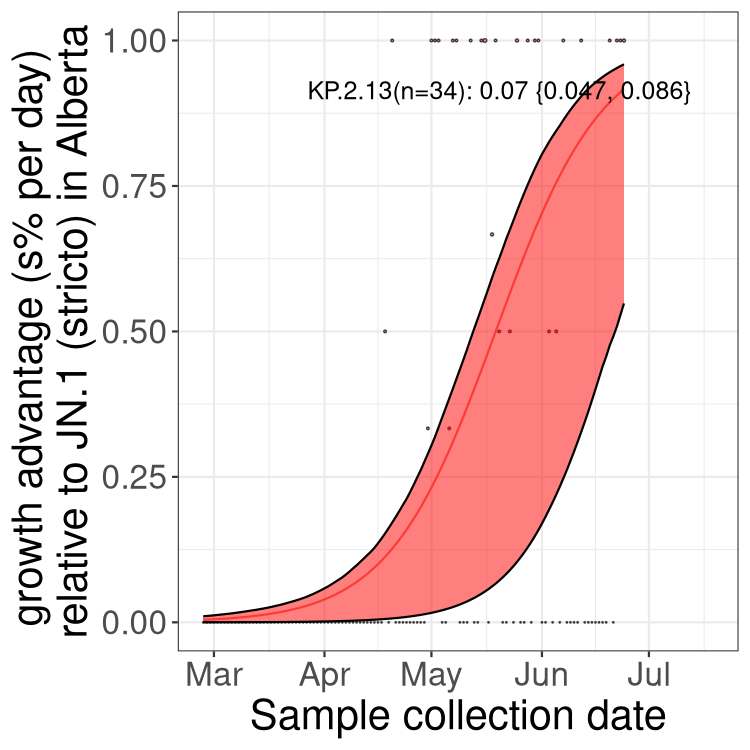 growth advantage (s% per day)
relative to JN.1 (stricto) in Alberta
1.00
0.75
0.50
0.25
0.00
KP.2.13(n=34): 0.07 {0.047, 0.086}
Mar Apr May Jun Jul
Sample collection date